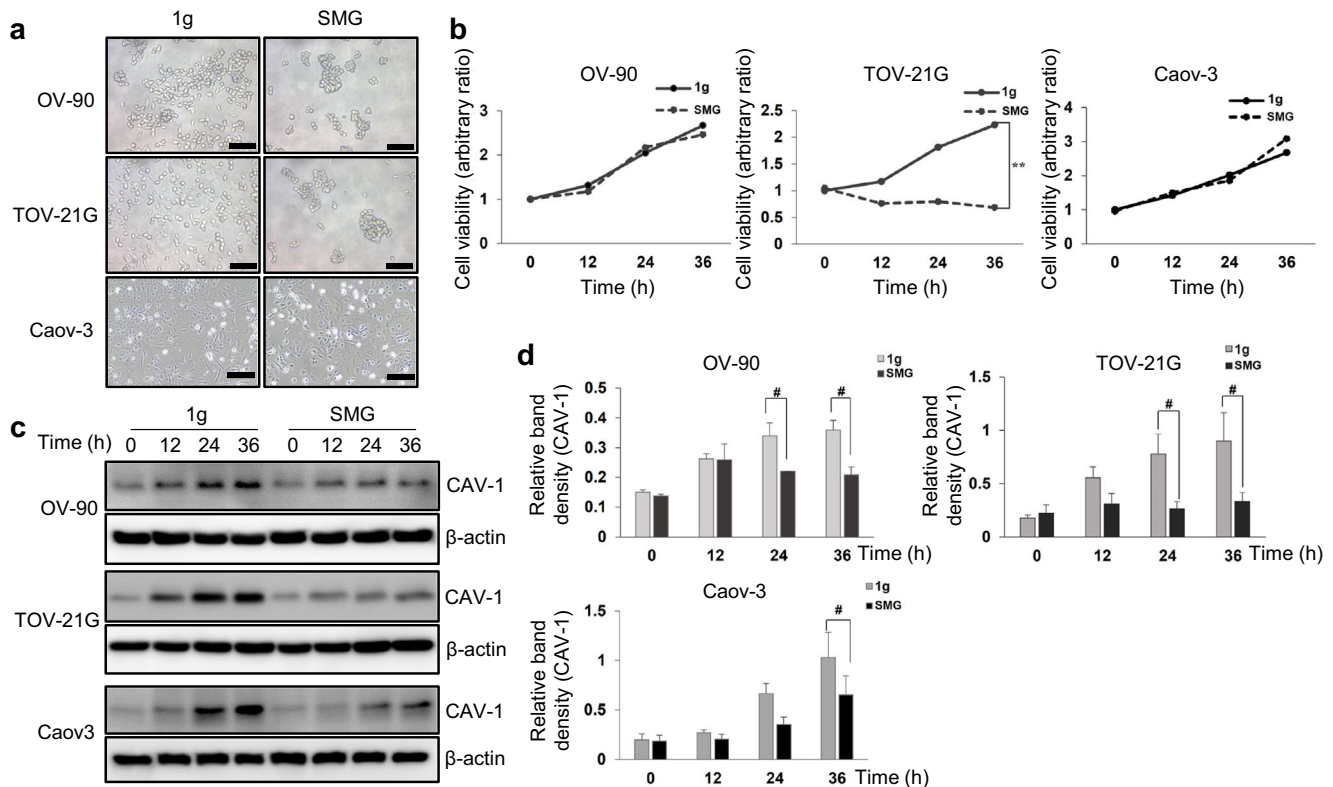 a
1g SMG
OV-90
TOV-21G
Caov-3
b
OV-90
1g
SMG
Cell viability (arbitrary ratio)
3
2
1
0
0 12 24 36
Time (h)
TOV-21G
1g
SMG
Cell viability (arbitrary ratio)
2.5
2
1.5
1
0.5
0
**
0 12 24 36
Time (h)
Caov-3
1g
SMG
Cell viability (arbitrary ratio)
4
3
2
1
0
0 12 24 36
Time (h)
c
1g SMG
Time (h) 0 12 24 36 0 12 24 36
OV-90
CAV-1
β-actin
TOV-21G
CAV-1
β-actin
Caov3
CAV-1
β-actin
d
OV-90
1g
SMG
Relative band
density (CAV-1)
0.5
0.4
0.3
0.2
0.1
0
# #
0 12 24 36 Time (h)
TOV-21G
1g
SMG
Relative band
density (CAV-1)
1.5
1
0.5
0
# #
0 12 24 36 Time (h)
Caov-3
1g
SMG
Relative band
density (CAV-1)
1.5
1
0.5
0
#
0 12 24 36 Time (h)